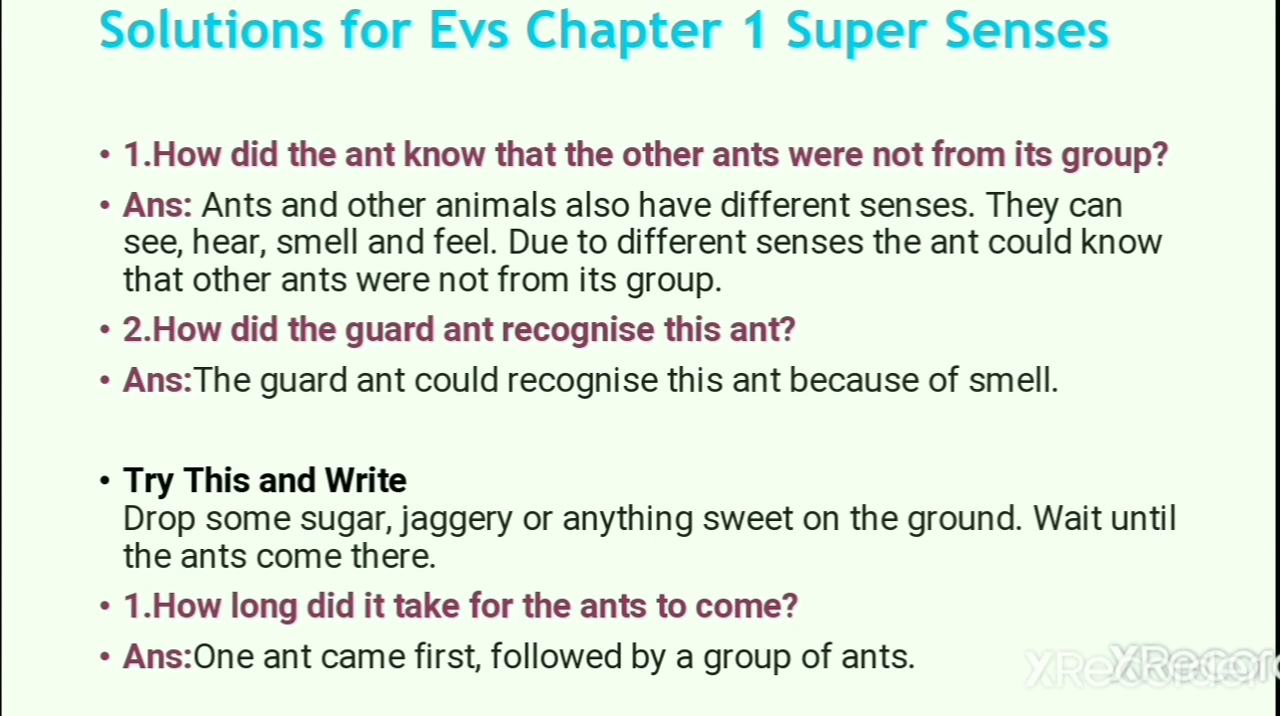 Solutions for Evs Chapter 1 Super Senses
• 1.How did the ant know that the other ants were not from its group?
• Ans: Ants and other animals also have different senses. They can
see, hear, smell and feel. Due to different senses the ant could know
that other ants were not from its group.
• 2.How did the guard ant recognise this ant?
• Ans:The guard ant could recognise this ant because of smell.
• Try This and Write
Drop some sugar, jaggery or anything sweet on the ground. Wait until
the ants come there.
• 1.How long did it take for the ants to come?
• Ans:One ant came first, followed by a group of ants.
XRecorder